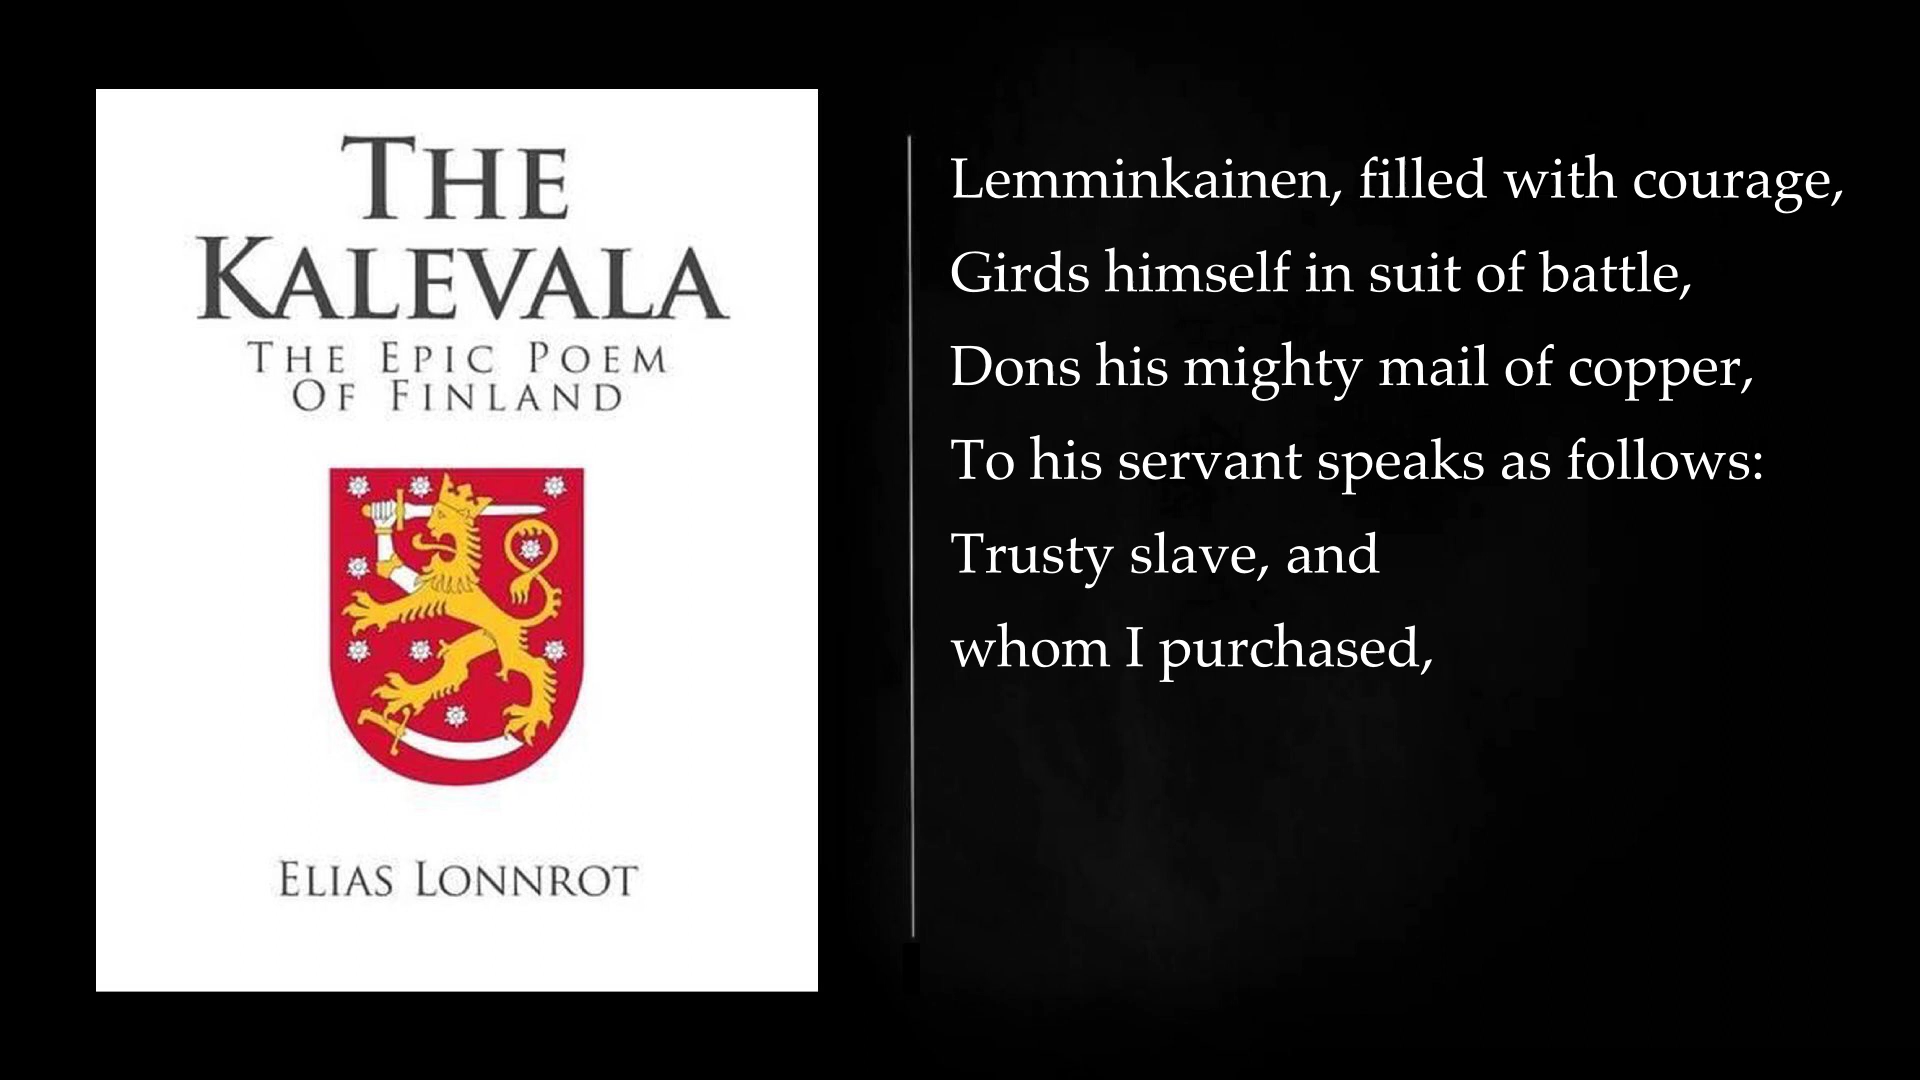 THE
KALEVALA
THE EPIC POEM
OF FINLAND
ELIAS LONNROT
Lemminkainen, filled with courage,
Girds himself in suit of battle,
Dons his mighty mail of copper,
To his servant speaks as follows:
Trusty slave, and
whom I purchased,